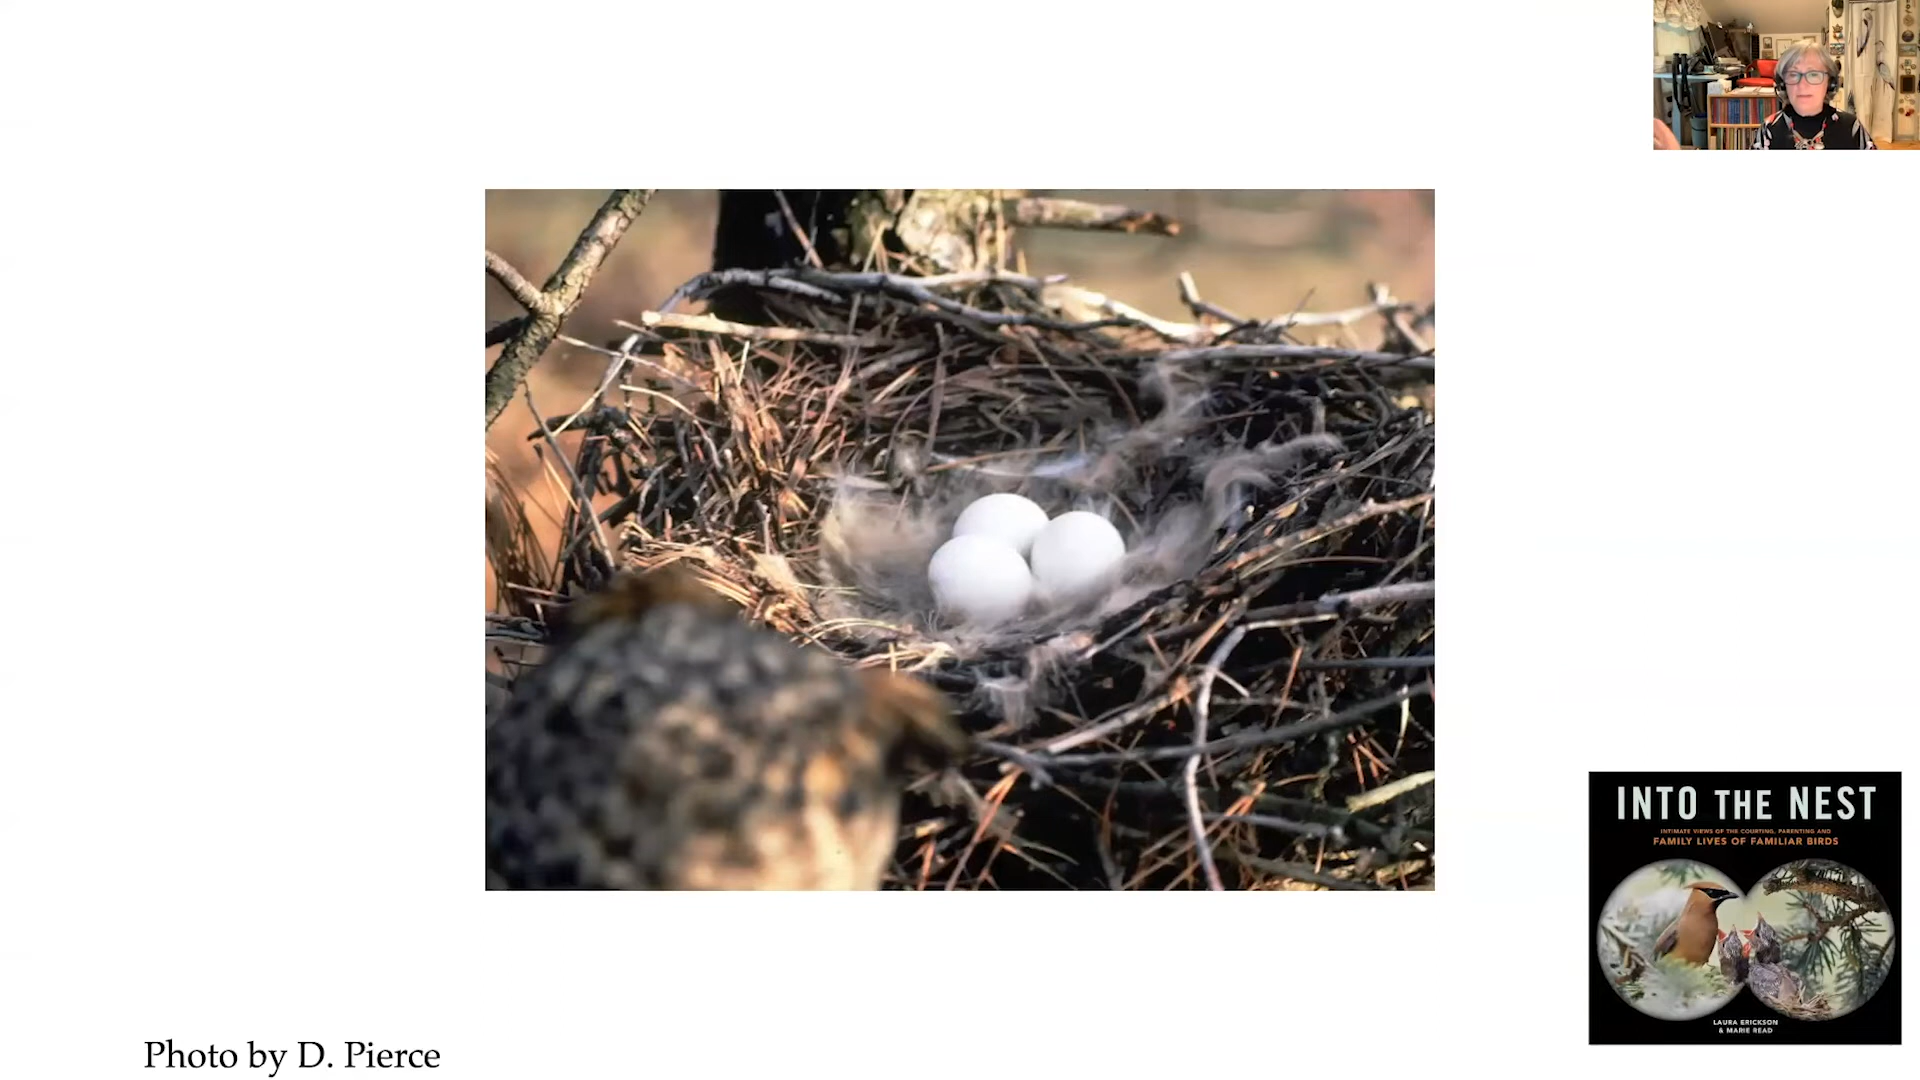 INTO THE NEST
INTIMATE VIEWS OF THE COURTING, PARENTING AND
FAMILY LIVES OF FAMILIAR BIRDS
LAURA ERICKSON
& MARIE READ
Photo by D. Pierce